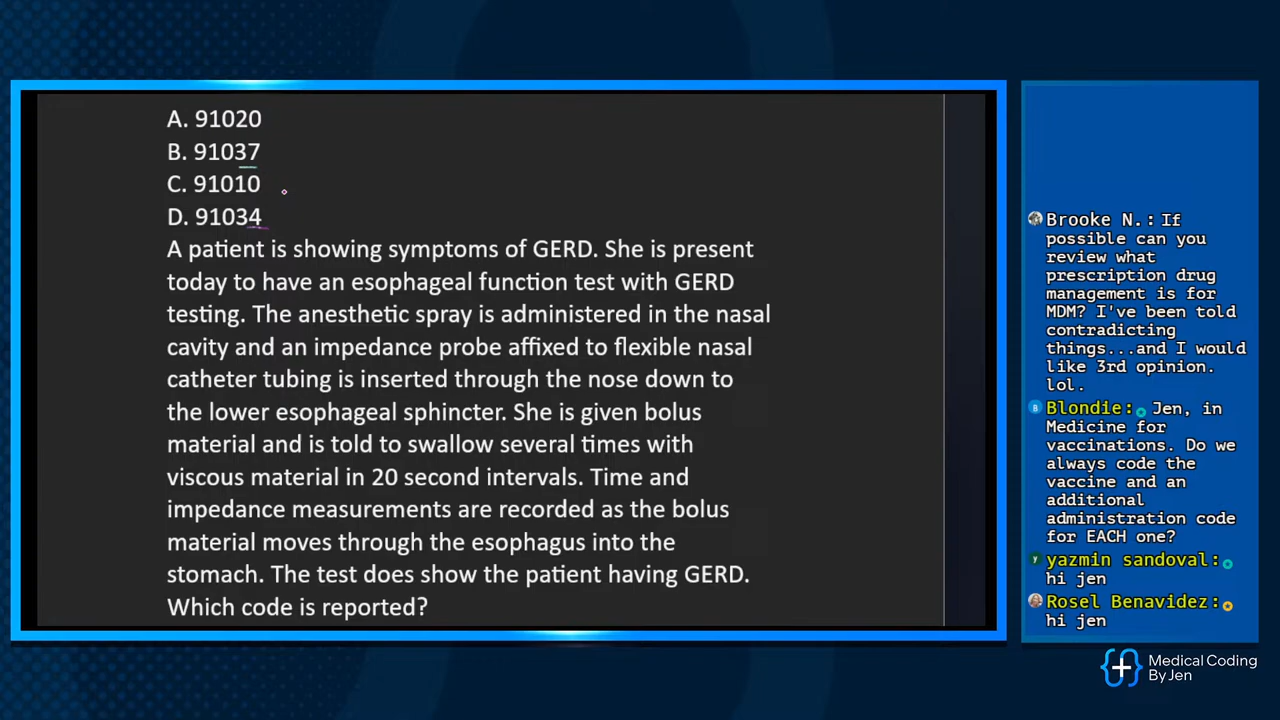 A. 91020
B. 91037
C. 91010
D. 91034
A patient is showing symptoms of GERD. She is present
today to have an esophageal function test with GERD
testing. The anesthetic spray is administered in the nasal
cavity and an impedance probe affixed to flexible nasal
catheter tubing is inserted through the nose down to
the lower esophageal sphincter. She is given bolus
material and is told to swallow several times with
viscous material in 20 second intervals. Time and
impedance measurements are recorded as the bolus
material moves through the esophagus into the
stomach. The test does show the patient having GERD.
Which code is reported?
Brooke N.: If
possible can you
review what
prescription drug
management is for
MDM? I've been told
contradicting
things...and I would
like 3rd opinion.
lol.
B Blondie: Jen, in
Medicine for
vaccinations. Do we
always code the
vaccine and an
additional
administration code
for EACH one?
Y yazmin sandoval:
hi jen
Rosel Benavidez:
hi jen
Medical Coding
By Jen